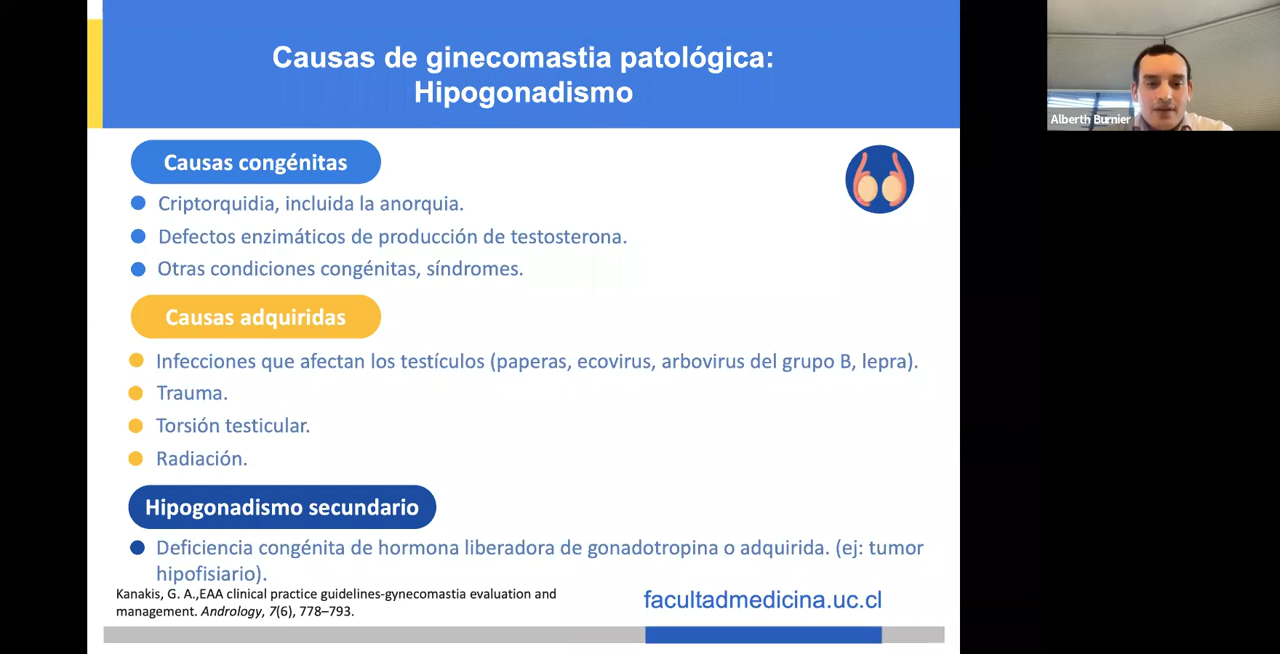 Causas de ginecomastia patológica:
Hipogonadismo
Alberth Burnier
Causas congénitas
Criptorquidia, incluida la anorquia.
Defectos enzimáticos de producción de testosterona.
Otras condiciones congénitas, síndromes.
Causas adquiridas
Infecciones que afectan los testículos (paperas, ecovirus, arbovirus del grupo B, lepra).
Trauma.
Torsión testicular.
Radiación.
Hipogonadismo secundario
Deficiencia congénita de hormona liberadora de gonadotropina o adquirida. (ej: tumor
hipofisiario).
Kanakis, G. A.,EAA clinical practice guidelines-gynecomastia evaluation and
management. Andrology, 7(6), 778–793.
facultadmedicina.uc.cl